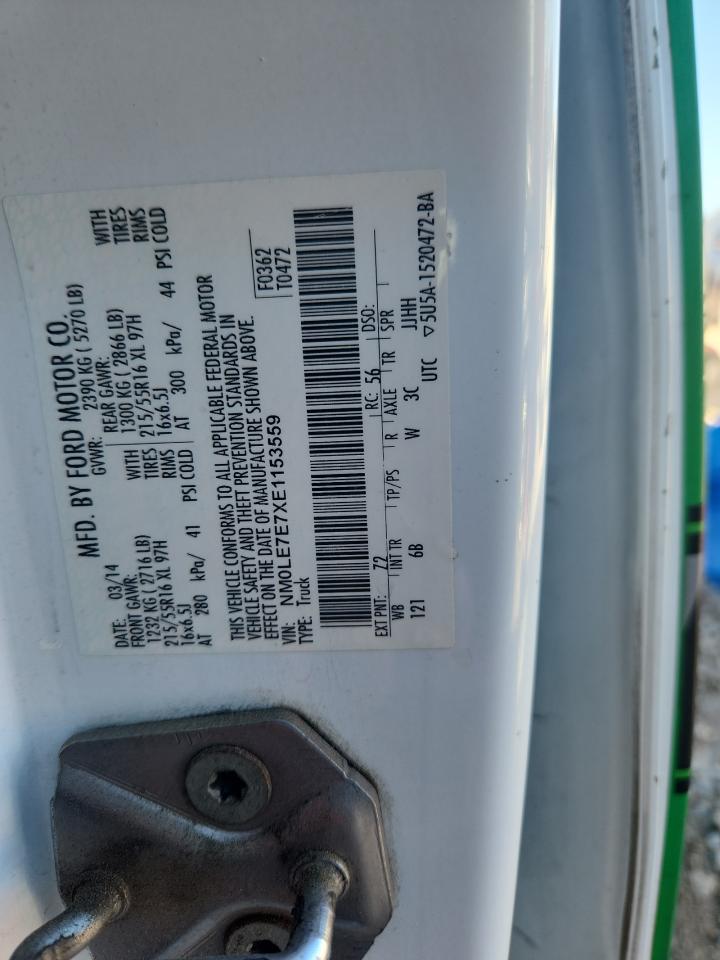 MFD. BY FORD MOTOR CO.
DATE: 03/14 GVWR: 2390 KG ( 5270 LB)
FRONT GAWR: REAR GAWR:
1232 KG (2716 LB) WITH 1300 KG (2866 LB) WITH
215/55R16 XL 97H TIRES 215/55R16 XL 97H TIRES
16x6.5J RIMS 16x6.5J RIMS
AT 280 kPa/ 41 PSI COLD AT 300 kPa/ 44 PSI COLD
THIS VEHICLE CONFORMS TO ALL APPLICABLE FEDERAL MOTOR
VEHICLE SAFETY AND THEFT PREVENTION STANDARDS IN
EFFECT ON THE DATE OF MANUFACTURE SHOWN ABOVE.
VIN: NM0LE7E7XE1153559 F0362
TYPE: Truck T0472
EXT PNT: Z2 RC: 56 DSO:
WB INT TR TP/PS R AXLE TR SPR
121 6B W 3C JJHH
UTC ▽5U5A-1520472-BA